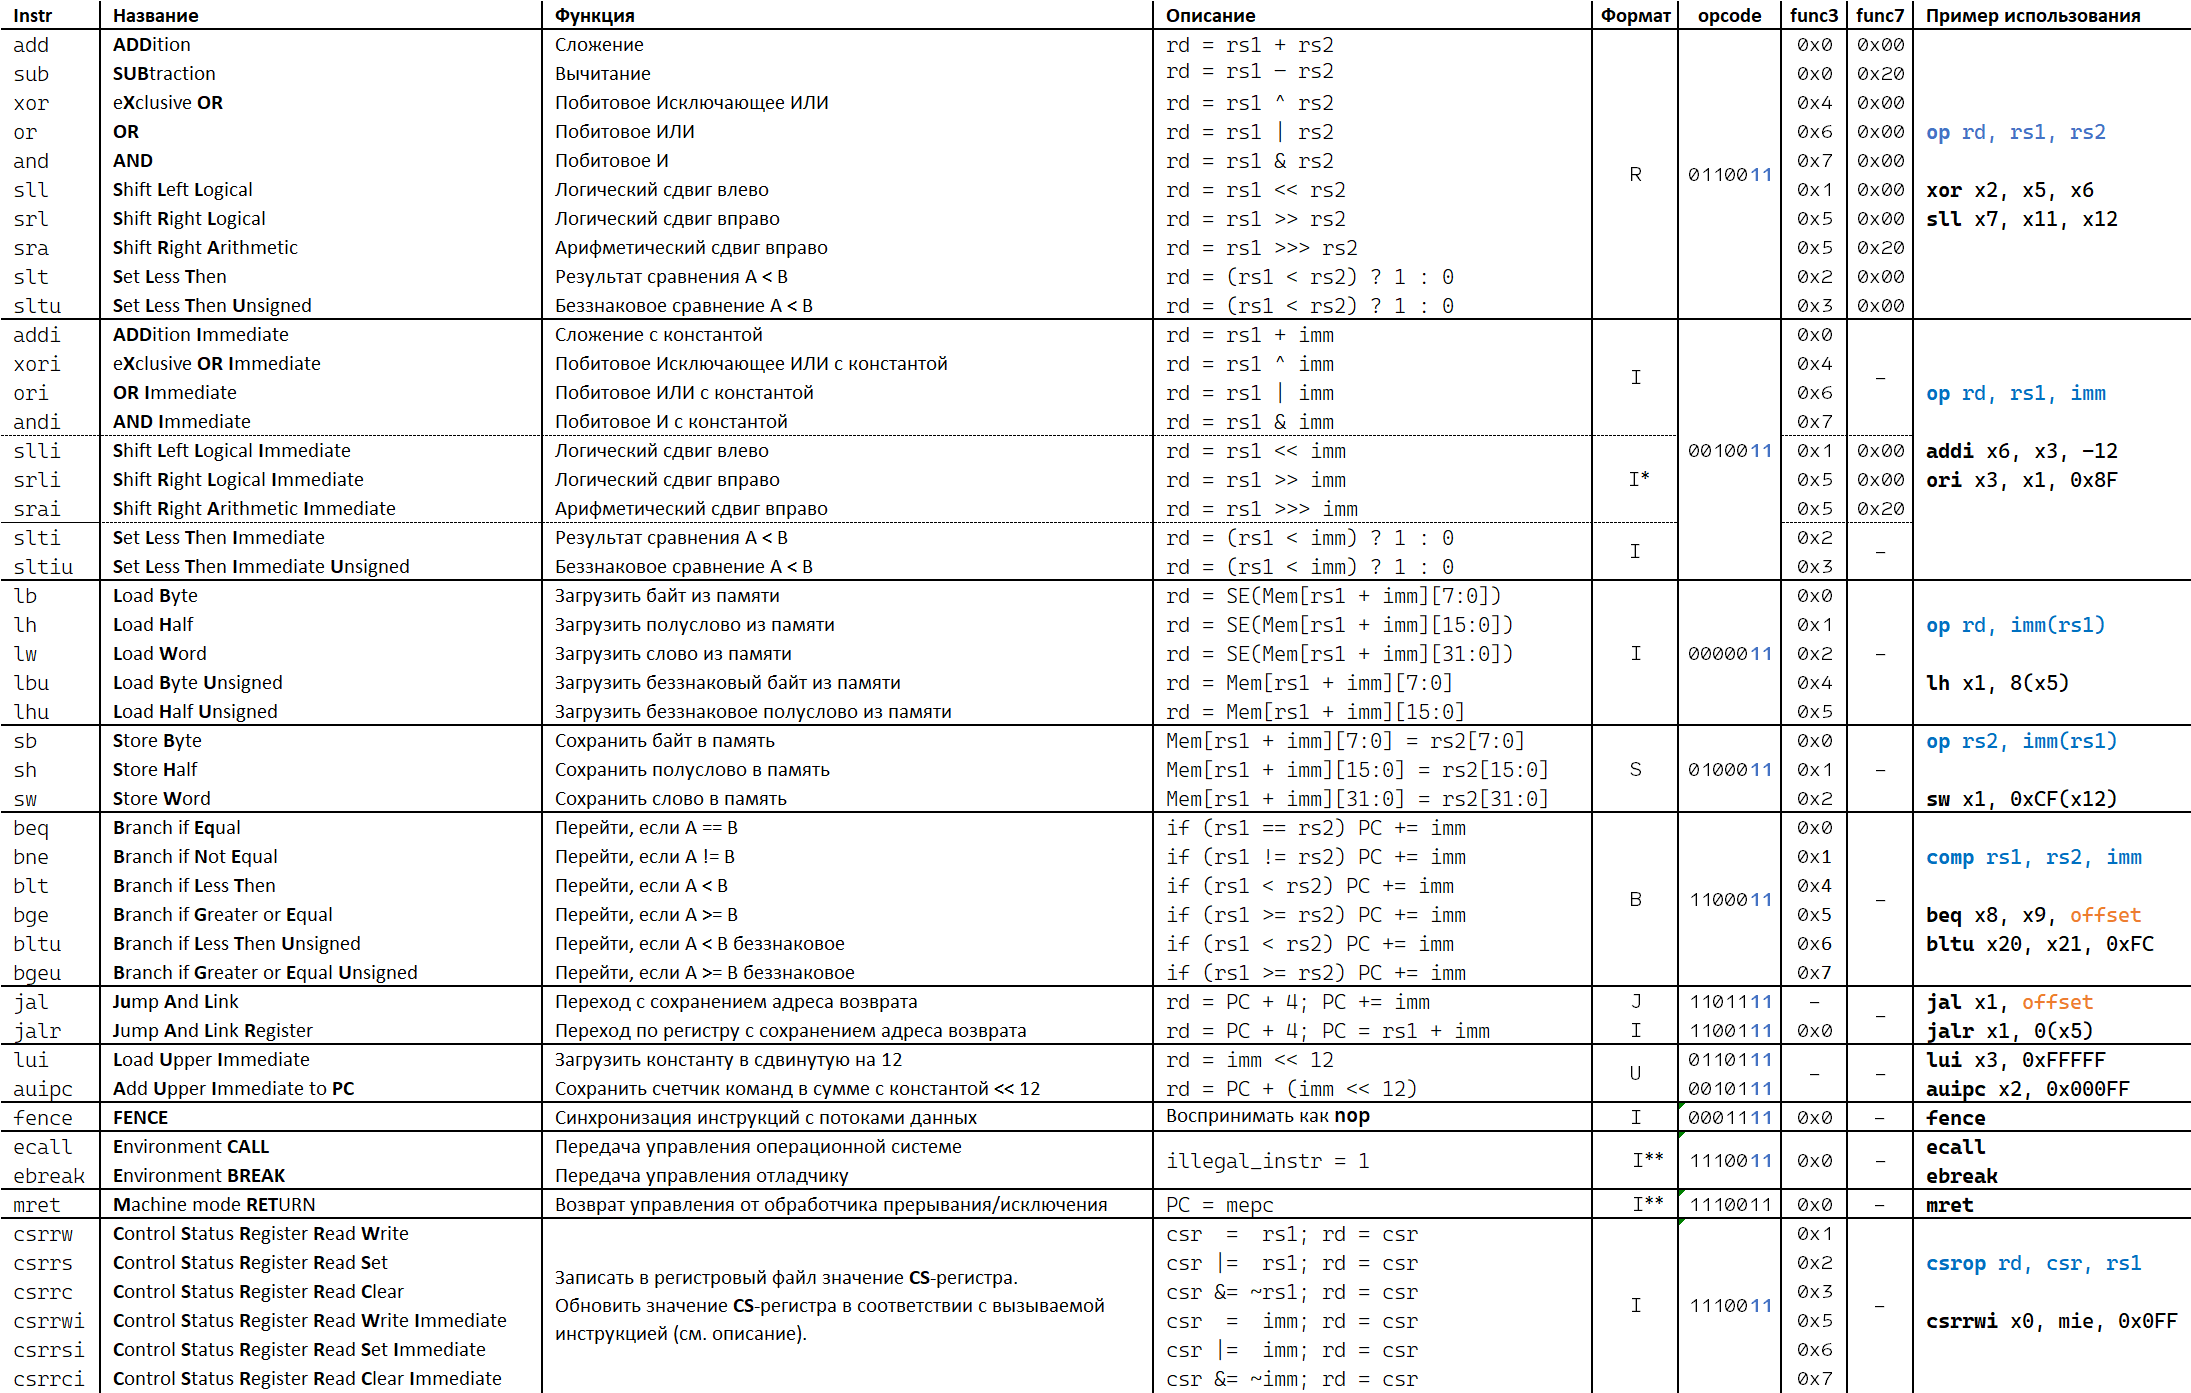 Instr Название Функция Описание Формат opcode func3 func7 Пример использования
add ADDition Сложение rd = rs1 + rs2 0x0 0x00
sub SUBtraction Вычитание rd = rs1 − rs2 0x0 0x20
xor eXclusive OR Побитовое Исключающее ИЛИ rd = rs1 ^ rs2 0x4 0x00
or OR Побитовое ИЛИ rd = rs1 | rs2 0x6 0x00 op rd, rs1, rs2
and AND Побитовое И rd = rs1 & rs2 0x7 0x00
R 0110011
sll Shift Left Logical Логический сдвиг влево rd = rs1 << rs2 0x1 0x00 xor x2, x5, x6
srl Shift Right Logical Логический сдвиг вправо rd = rs1 >> rs2 0x5 0x00 sll x7, x11, x12
sra Shift Right Arithmetic Арифметический сдвиг вправо rd = rs1 >>> rs2 0x5 0x20
slt Set Less Then Результат сравнения A < B rd = (rs1 < rs2) ? 1 : 0 0x2 0x00
sltu Set Less Then Unsigned Беззнаковое сравнение A < B rd = (rs1 < rs2) ? 1 : 0 0x3 0x00
addi ADDition Immediate Сложение с константой rd = rs1 + imm 0x0
xori eXclusive OR Immediate Побитовое Исключающее ИЛИ с константой rd = rs1 ^ imm 0x4
I –
ori OR Immediate Побитовое ИЛИ с константой rd = rs1 | imm 0x6 op rd, rs1, imm
andi AND Immediate Побитовое И с константой rd = rs1 & imm 0x7
slli Shift Left Logical Immediate Логический сдвиг влево rd = rs1 << imm 0010011 0x1 0x00 addi x6, x3, −12
srli Shift Right Logical Immediate Логический сдвиг вправо rd = rs1 >> imm I* 0x5 0x00 ori x3, x1, 0x8F
srai Shift Right Arithmetic Immediate Арифметический сдвиг вправо rd = rs1 >>> imm 0x5 0x20
slti Set Less Then Immediate Результат сравнения A < B rd = (rs1 < imm) ? 1 : 0 0x2
I –
sltiu Set Less Then Immediate Unsigned Беззнаковое сравнение A < B rd = (rs1 < imm) ? 1 : 0 0x3
lb Load Byte Загрузить байт из памяти rd = SE(Mem[rs1 + imm][7:0]) 0x0
lh Load Half Загрузить полуслово из памяти rd = SE(Mem[rs1 + imm][15:0]) 0x1 op rd, imm(rs1)
lw Load Word Загрузить слово из памяти rd = SE(Mem[rs1 + imm][31:0]) I 0000011 0x2 –
lbu Load Byte Unsigned Загрузить беззнаковый байт из памяти rd = Mem[rs1 + imm][7:0] 0x4 lh x1, 8(x5)
lhu Load Half Unsigned Загрузить беззнаковое полуслово из памяти rd = Mem[rs1 + imm][15:0] 0x5
sb Store Byte Сохранить байт в память Mem[rs1 + imm][7:0] = rs2[7:0] 0x0 op rs2, imm(rs1)
sh Store Half Сохранить полуслово в память Mem[rs1 + imm][15:0] = rs2[15:0] S 0100011 0x1 –
sw Store Word Сохранить слово в память Mem[rs1 + imm][31:0] = rs2[31:0] 0x2 sw x1, 0xCF(x12)
beq Branch if Equal Перейти, если A == B if (rs1 == rs2) PC += imm 0x0
bne Branch if Not Equal Перейти, если A != B if (rs1 != rs2) PC += imm 0x1 comp rs1, rs2, imm
blt Branch if Less Then Перейти, если A < B if (rs1 < rs2) PC += imm 0x4
B 1100011 –
bge Branch if Greater or Equal Перейти, если A >= B if (rs1 >= rs2) PC += imm 0x5 beq x8, x9, offset
bltu Branch if Less Then Unsigned Перейти, если A < B беззнаковое if (rs1 < rs2) PC += imm 0x6 bltu x20, x21, 0xFC
bgeu Branch if Greater or Equal Unsigned Перейти, если A >= B беззнаковое if (rs1 >= rs2) PC += imm 0x7
jal Jump And Link Переход с сохранением адреса возврата rd = PC + 4; PC += imm J 1101111 – jal x1, offset
–
jalr Jump And Link Register Переход по регистру с сохранением адреса возврата rd = PC + 4; PC = rs1 + imm I 1100111 0x0 jalr x1, 0(x5)
lui Load Upper Immediate Загрузить константу в сдвинутую на 12 rd = imm << 12 0110111 lui x3, 0xFFFFF
U – –
auipc Add Upper Immediate to PC Сохранить счетчик команд в сумме с константой << 12 rd = PC + (imm << 12) 0010111 auipc x2, 0x000FF
fence FENCE Синхронизация инструкций с потоками данных Воспринимать как nop I 0001111 0x0 – fence
ecall Environment CALL Передача управления операционной системе ecall
illegal_instr = 1 I** 1110011 0x0 –
ebreak Environment BREAK Передача управления отладчику ebreak
mret Machine mode RETURN Возврат управления от обработчика прерывания/исключения PC = mepc I** 1110011 0x0 – mret
csrrw Control Status Register Read Write csr = rs1; rd = csr 0x1
csrrs Control Status Register Read Set csr |= rs1; rd = csr 0x2 csrop rd, csr, rs1
Записать в регистровый файл значение CS-регистра.
csrrc Control Status Register Read Clear csr &= ~rs1; rd = csr 0x3
Обновить значение CS-регистра в соответствии с вызываемой I 1110011 –
csrrwi Control Status Register Read Write Immediate csr = imm; rd = csr 0x5 csrrwi x0, mie, 0x0FF
инструкцией (см. описание).
csrrsi Control Status Register Read Set Immediate csr |= imm; rd = csr 0x6
csrrci Control Status Register Read Clear Immediate csr &= ~imm; rd = csr 0x7